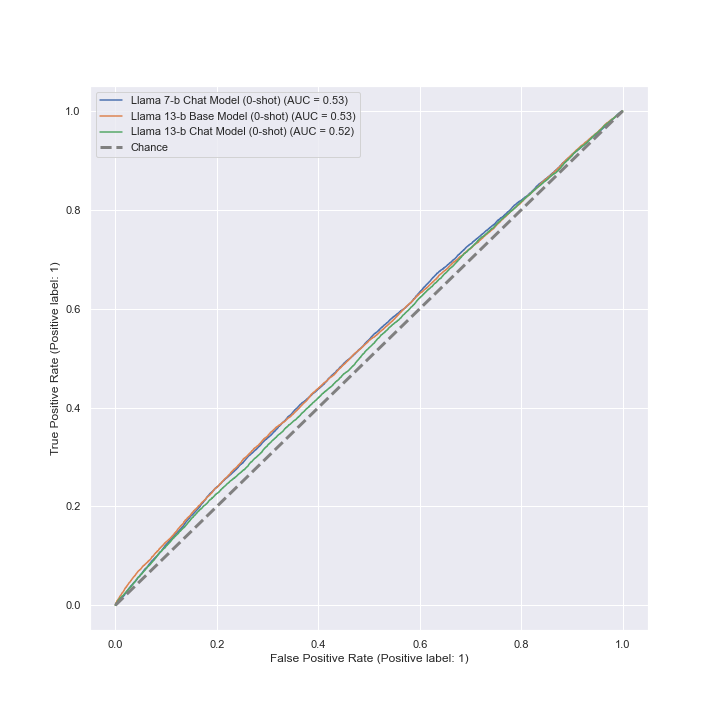 Llama 7-b Chat Model (0-shot) (AUC = 0.53)
Llama 13-b Base Model (0-shot) (AUC = 0.53)
Llama 13-b Chat Model (0-shot) (AUC = 0.52)
Chance
1.0
0.8
0.6
0.4
0.2
0.0
True Positive Rate (Positive label: 1)
0.0 0.2 0.4 0.6 0.8 1.0
False Positive Rate (Positive label: 1)